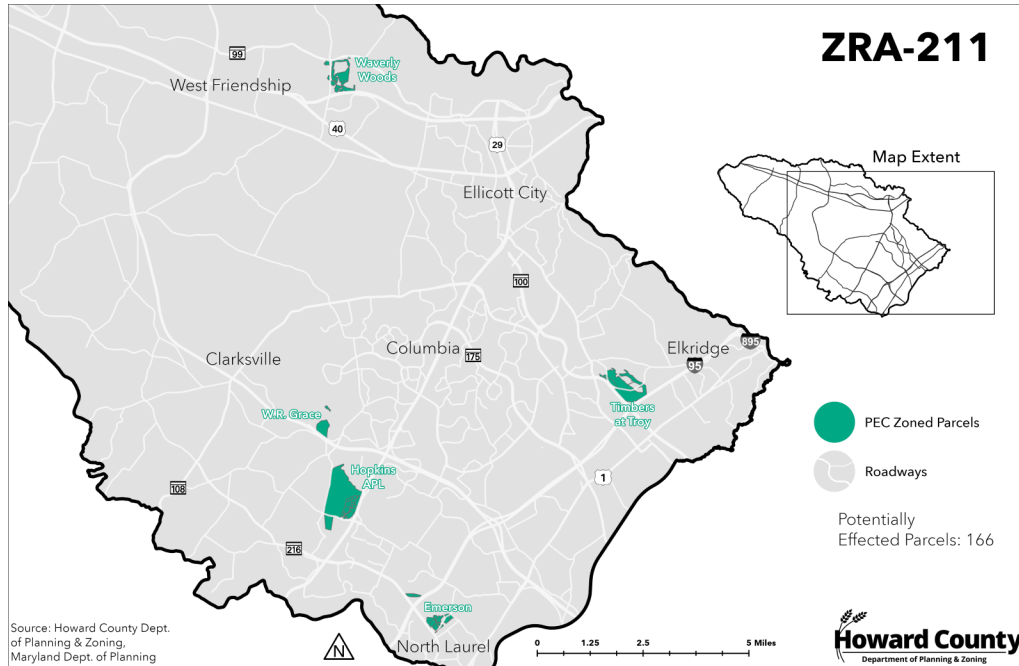 ZRA-211
99
Waverly
Woods
West Friendship
40
29
Map Extent
Ellicott City
100
895
Clarksville
Columbia
175
Elkridge
95
W.R. Grace
Timbers
at Troy
PEC Zoned Parcels
Hopkins
APL
Roadways
1
108
Potentially
Effected Parcels: 166
216
Emerson
North Laurel
Source: Howard County Dept.
of Planning & Zoning,
Maryland Dept. of Planning
N
0 1.25 2.5 5 Miles
Howard County
Department of Planning & Zoning